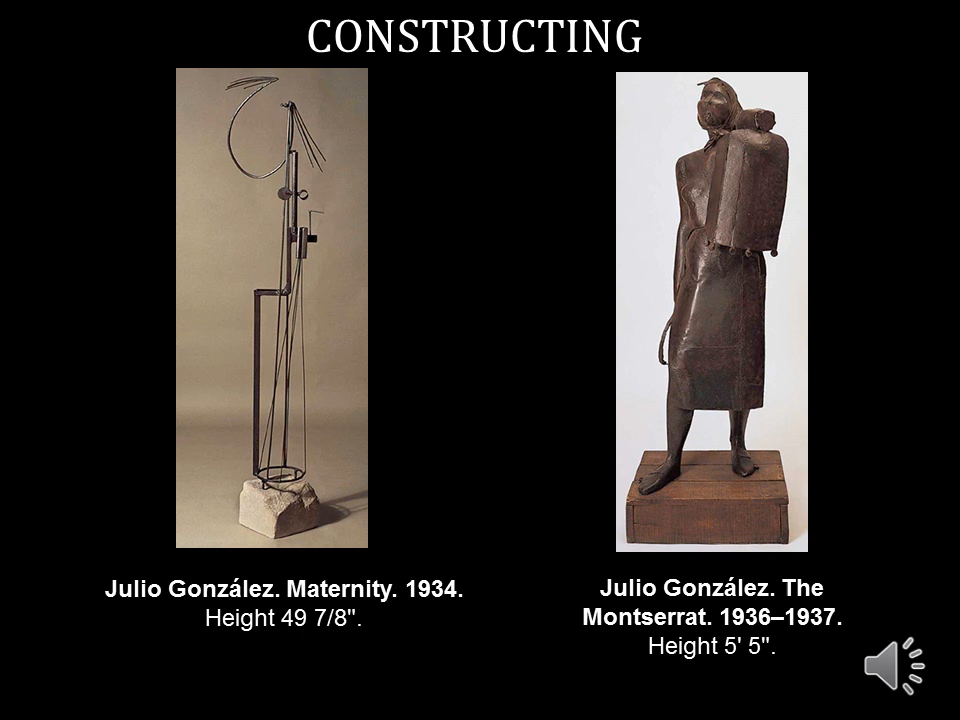 CONSTRUCTING
Julio González. Maternity. 1934.
Height 49 7/8".
Julio González. The
Montserrat. 1936–1937.
Height 5' 5".